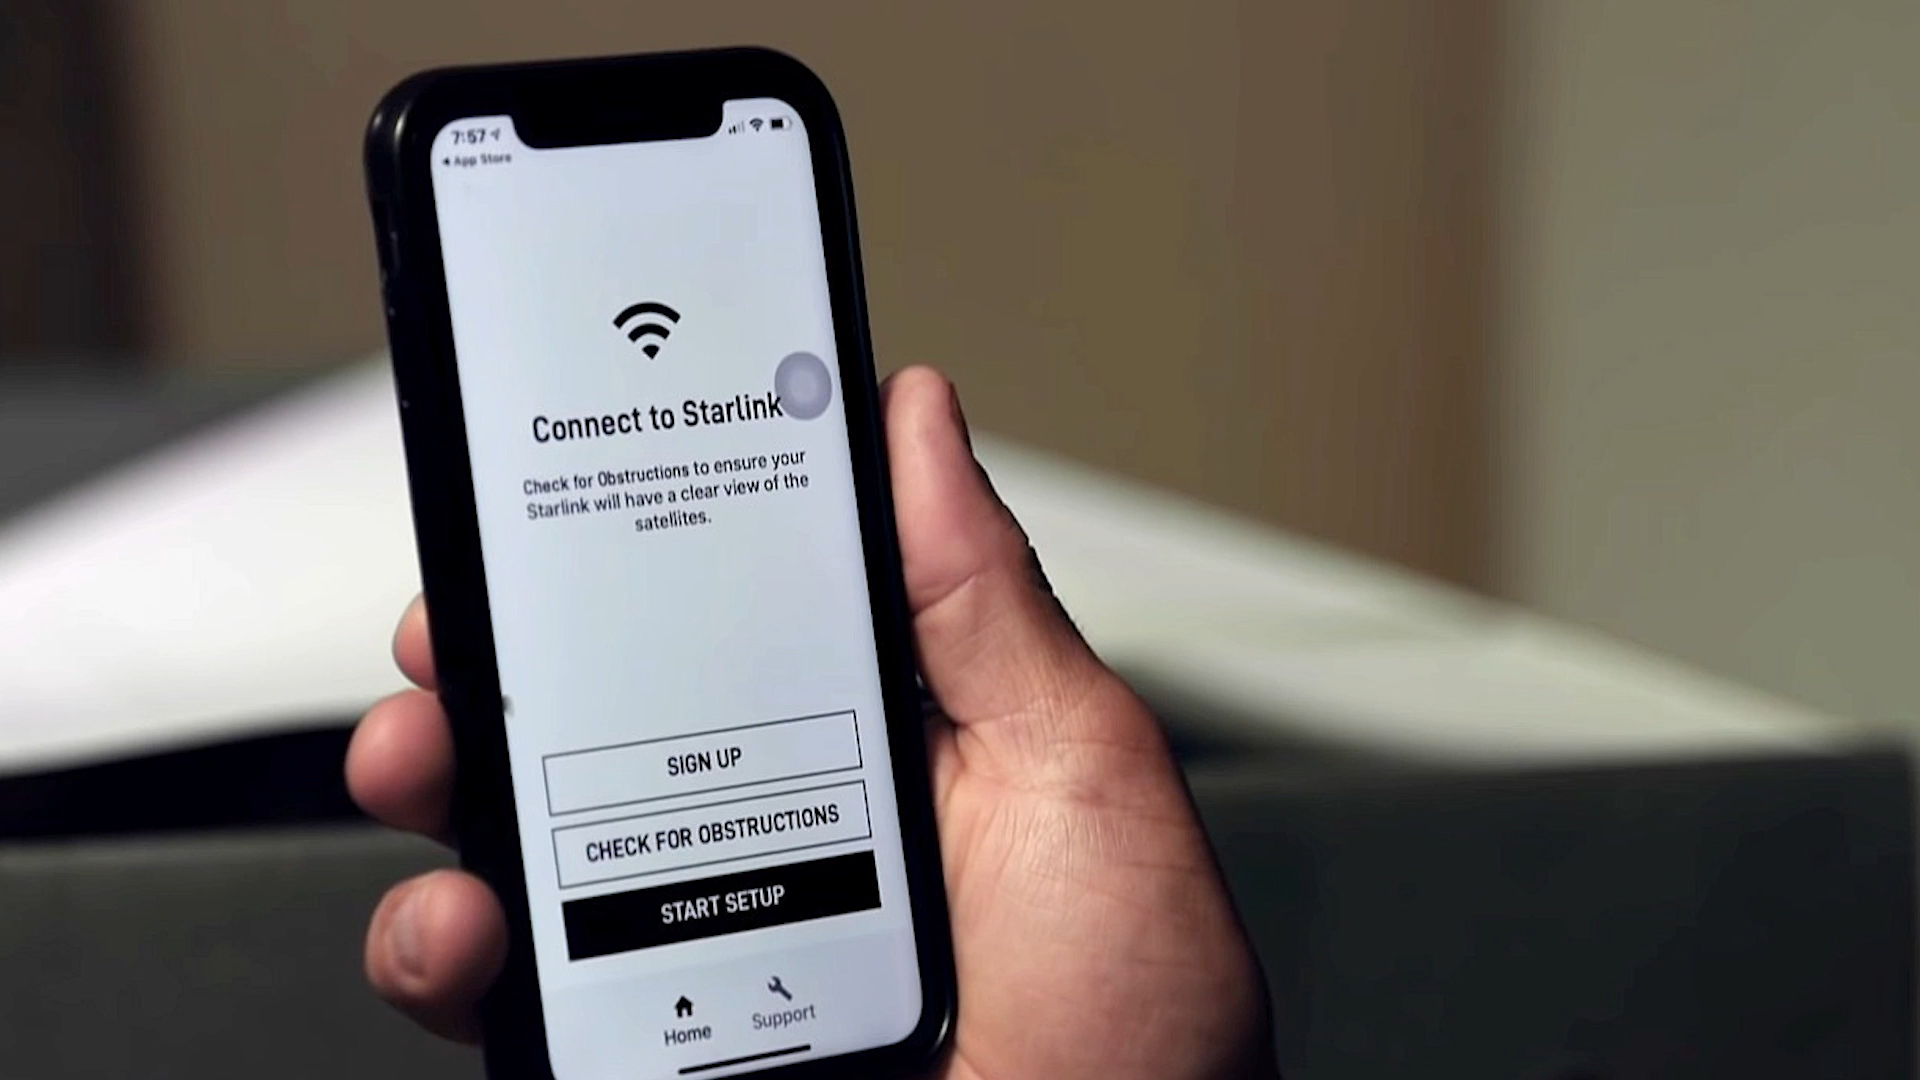 7:57
App Store
Connect to Starlink
Check for Obstructions to ensure your
Starlink will have a clear view of the
satellites.
SIGN UP
CHECK FOR OBSTRUCTIONS
START SETUP
Home
Support